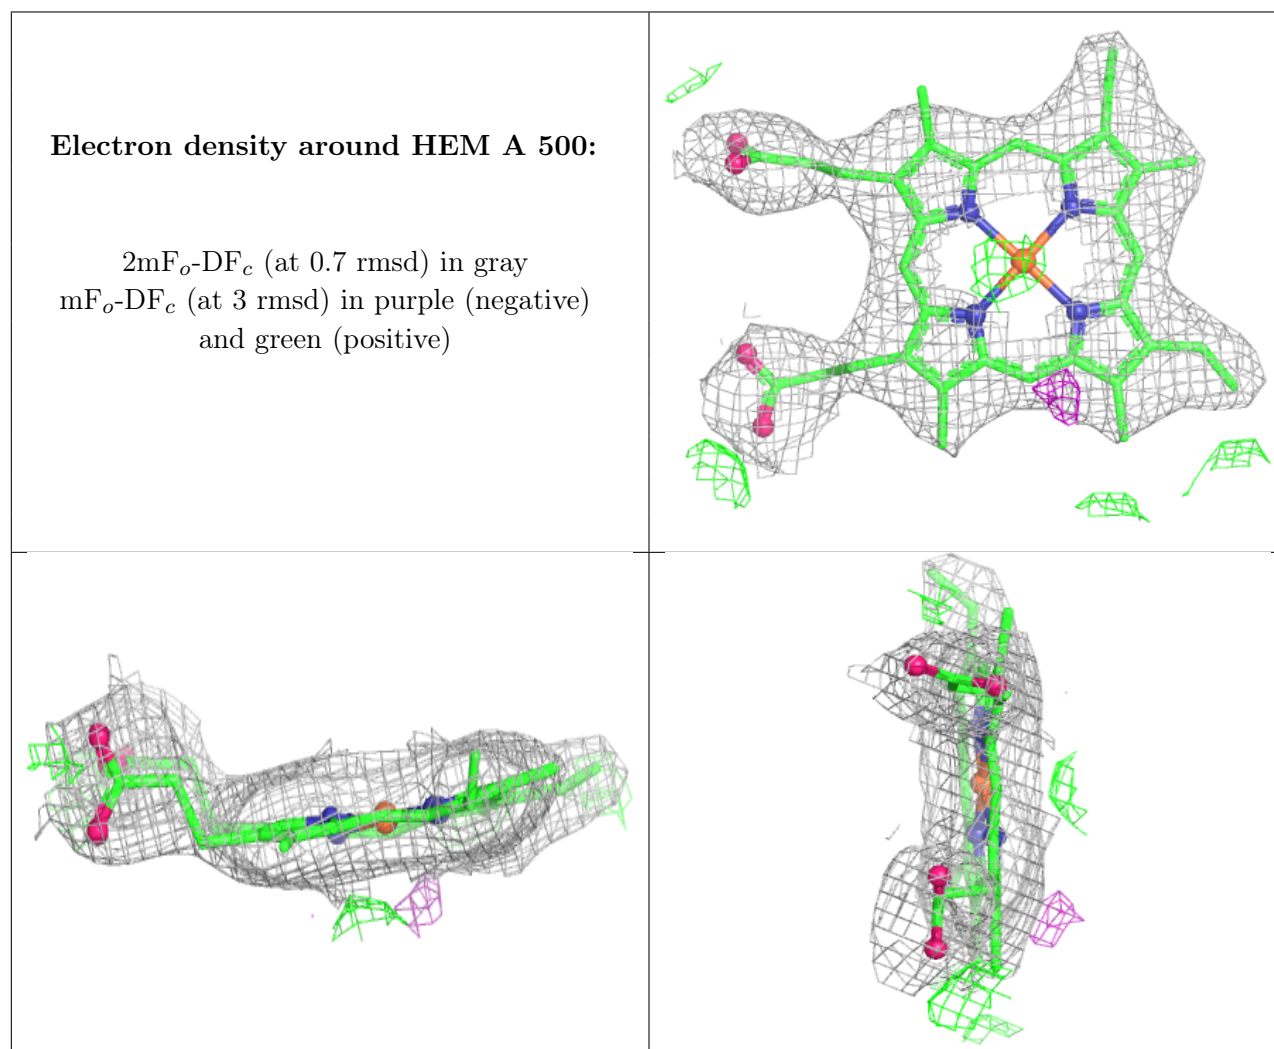 Electron density around HEM A 500:
2mFo-DFc (at 0.7 rmsd) in gray
mFo-DFc (at 3 rmsd) in purple (negative)
and green (positive)